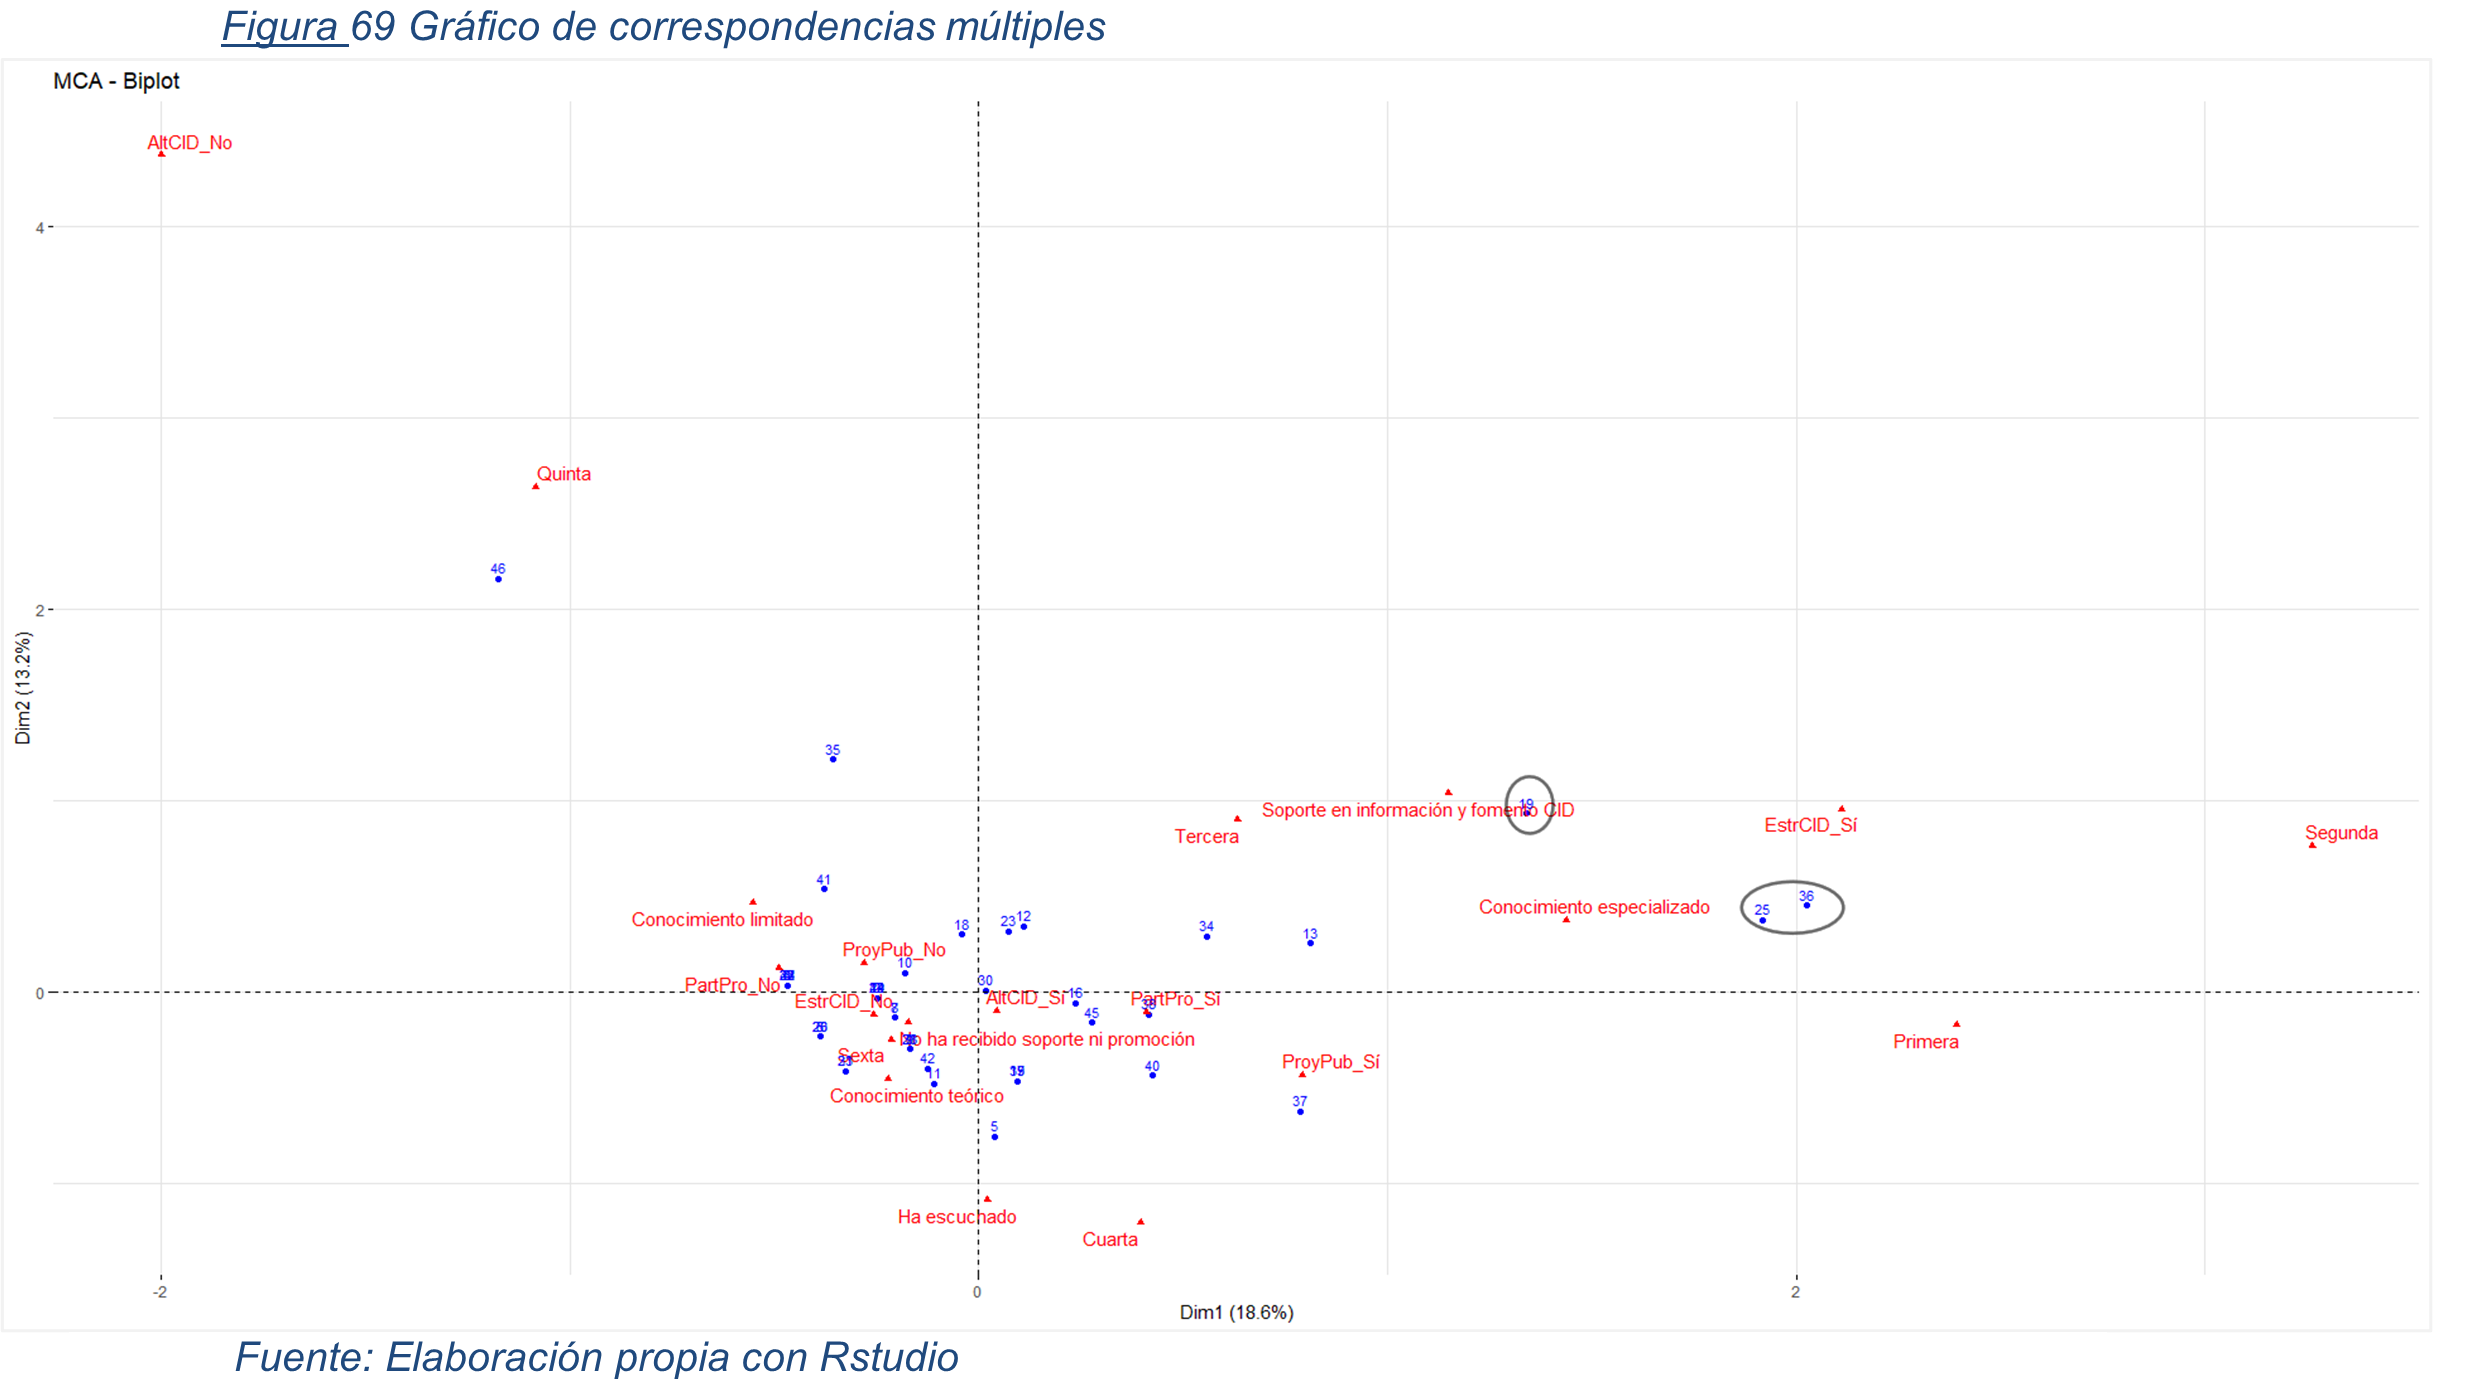 Figura 69 Gráfico de correspondencias múltiples
MCA - Biplot
AltCID_No
4
Quinta
46
2
Dim2 (13.2%)
35
19
Soporte en información y fomento CID
Tercera
EstrCID_Sí
Segunda
41
36
25
Conocimiento especializado
Conocimiento limitado
18
23
12
34
13
ProyPub_No
10
PartPro_No
30
0
EstrCID_No
AltCID_Sí
16
PartPro_Sí
45
No ha recibido soporte ni promoción
Primera
Sexta
42
11
40
ProyPub_Sí
Conocimiento teórico
37
5
Ha escuchado
Cuarta
-2
0
2
Dim1 (18.6%)
Fuente: Elaboración propia con Rstudio